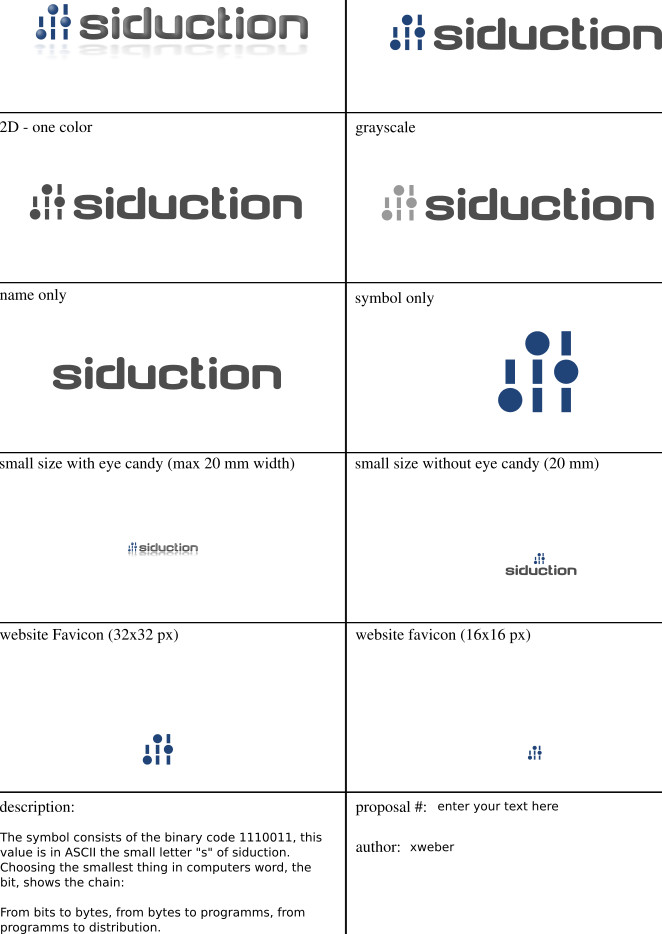 siduction
siduction
2D - one color
grayscale
siduction
siduction
name only
symbol only
siduction
small size with eye candy (max 20 mm width)
small size without eye candy (20 mm)
siduction
siduction
website Favicon (32x32 px)
website favicon (16x16 px)
description:
The symbol consists of the binary code 1110011, this
value is in ASCII the small letter "s" of siduction.
Choosing the smallest thing in computers word, the
bit, shows the chain:
From bits to bytes, from bytes to programms, from
programms to distribution.
proposal #: enter your text here
author: xweber